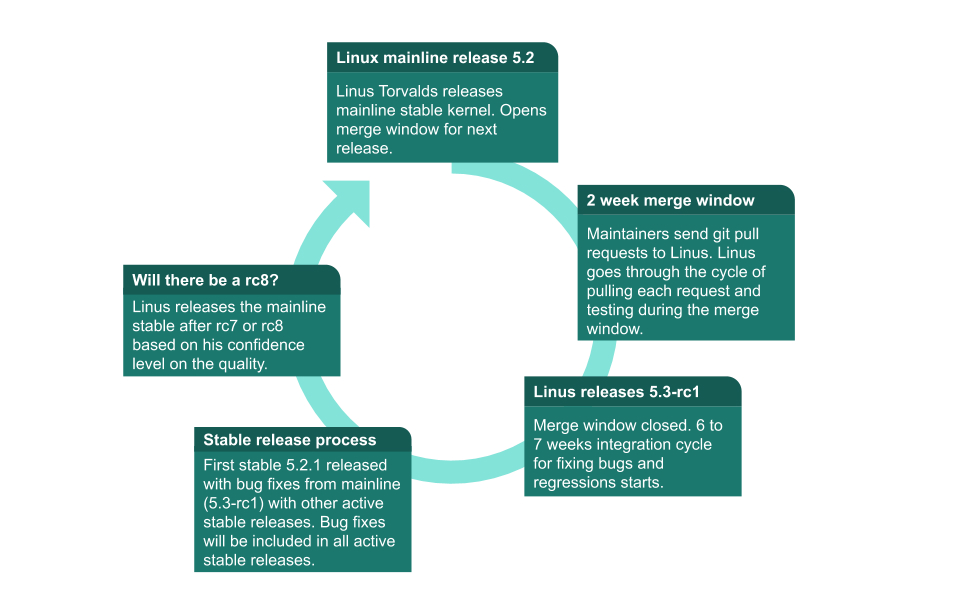 Linux mainline release 5.2
Linus Torvalds releases
mainline stable kernel. Opens
merge window for next
release.
2 week merge window
Maintainers send git pull
requests to Linus. Linus
goes through the cycle of
pulling each request and
testing during the merge
window.
Linus releases 5.3-rc1
Merge window closed. 6 to
7 weeks integration cycle
for fixing bugs and
regressions starts.
Stable release process
First stable 5.2.1 released
with bug fixes from mainline
(5.3-rc1) with other active
stable releases. Bug fixes
will be included in all active
stable releases.
Will there be a rc8?
Linus releases the mainline
stable after rc7 or rc8
based on his confidence
level on the quality.